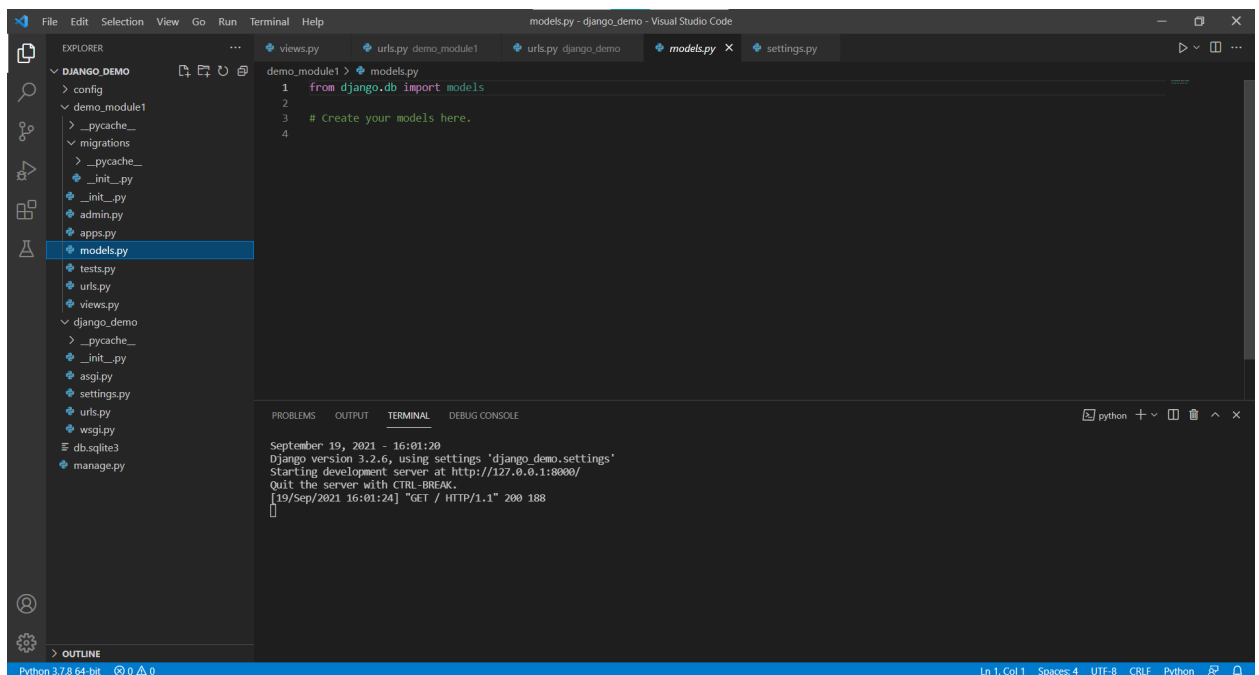 File Edit Selection View Go Run Terminal Help models.py - django_demo - Visual Studio Code
EXPLORER
views.py urls.py demo_module1 urls.py django_demo models.py settings.py
DJANGO_DEMO
config
demo_module1
__pycache__
migrations
__pycache__
__init__.py
__init__.py
admin.py
apps.py
models.py
tests.py
urls.py
views.py
django_demo
__pycache__
__init__.py
asgi.py
settings.py
urls.py
wsgi.py
db.sqlite3
manage.py
OUTLINE
demo_module1 > models.py
1 from django.db import models
2
3 # Create your models here.
4
PROBLEMS OUTPUT TERMINAL DEBUG CONSOLE python
September 19, 2021 - 16:01:20
Django version 3.2.6, using settings 'django_demo.settings'
Starting development server at http://127.0.0.1:8000/
Quit the server with CTRL-BREAK.
[19/Sep/2021 16:01:24] "GET / HTTP/1.1" 200 188
Python 3.7.8 64-bit 0 0 Ln 1, Col 1 Spaces: 4 UTF-8 CRLF Python